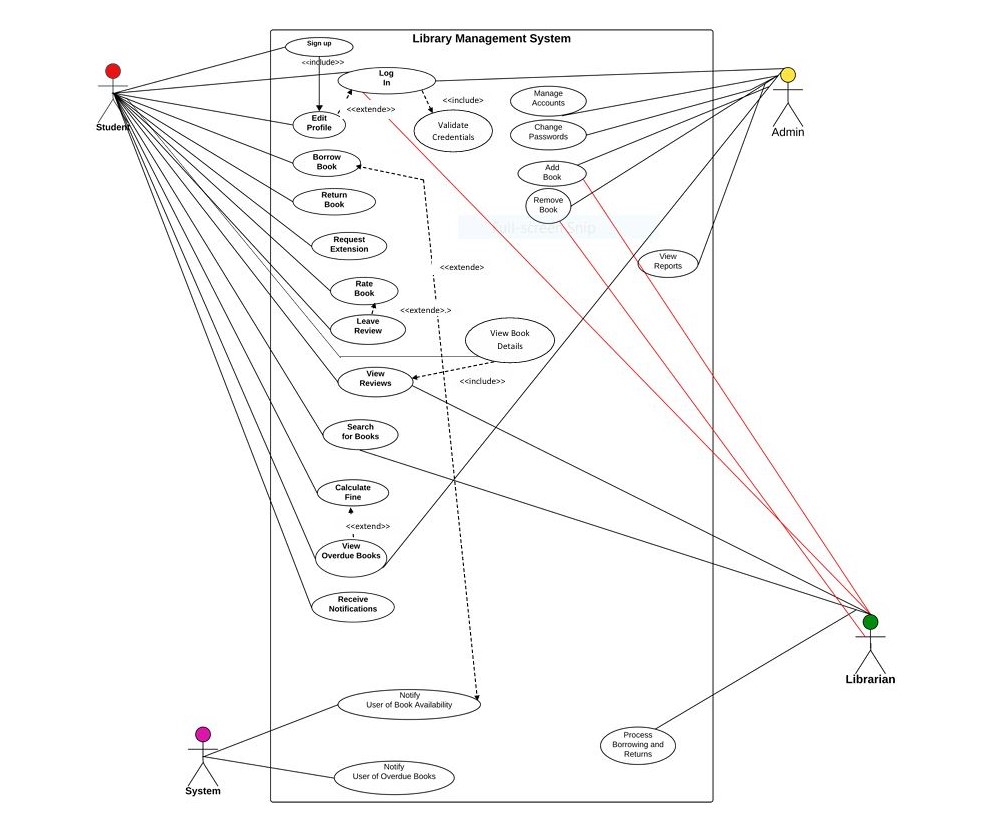 Library Management System
Sign up
<<include>>
Log
In
<<extende>>
<<include>
Edit
Profile
Validate
Credentials
Manage
Accounts
Change
Passwords
Student
Admin
Borrow
Book
Add
Book
Return
Book
Remove
Book
Full-screen Snip
Request
Extension
View
Reports
<<extende>
Rate
Book
<<extende>.>
Leave
Review
View Book
Details
View
Reviews
<<include>>
Search
for Books
Calculate
Fine
<<extend>>
View
Overdue Books
Receive
Notifications
Librarian
Notify
User of Book Availability
Process
Borrowing and
Returns
Notify
User of Overdue Books
System